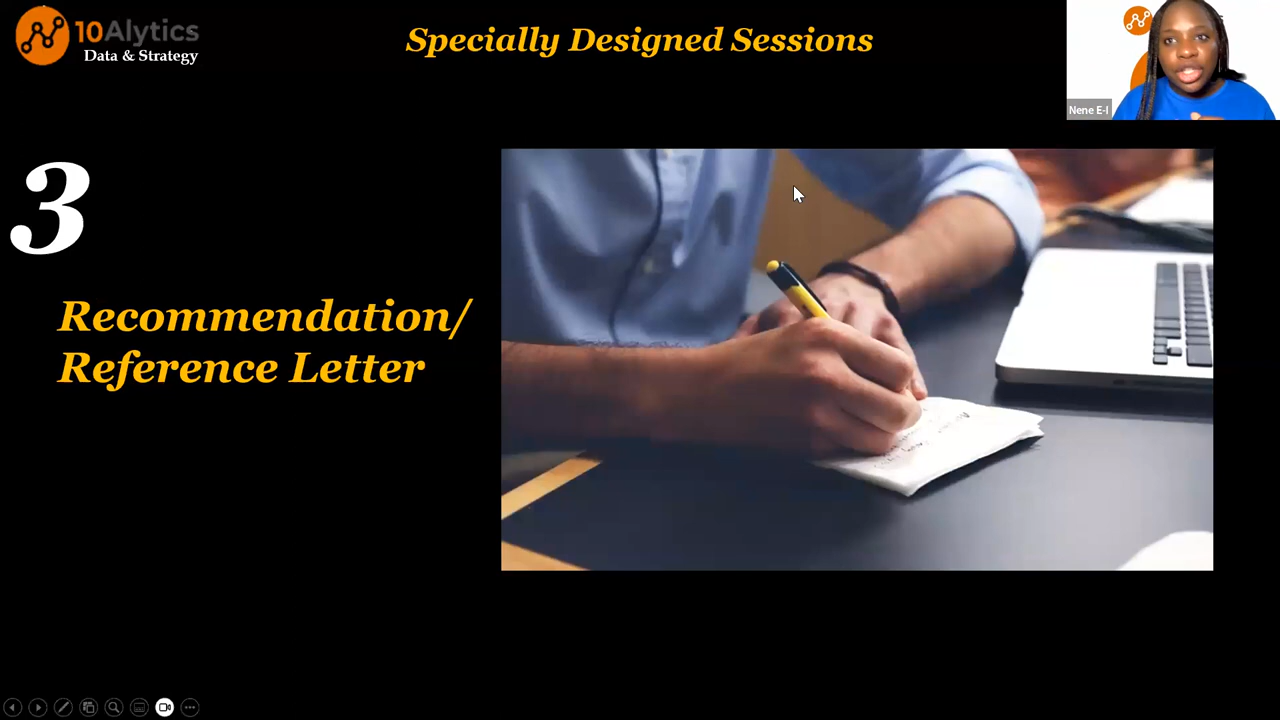 10Alytics
Data & Strategy
Specially Designed Sessions
Nene E-I
3
Recommendation/
Reference Letter